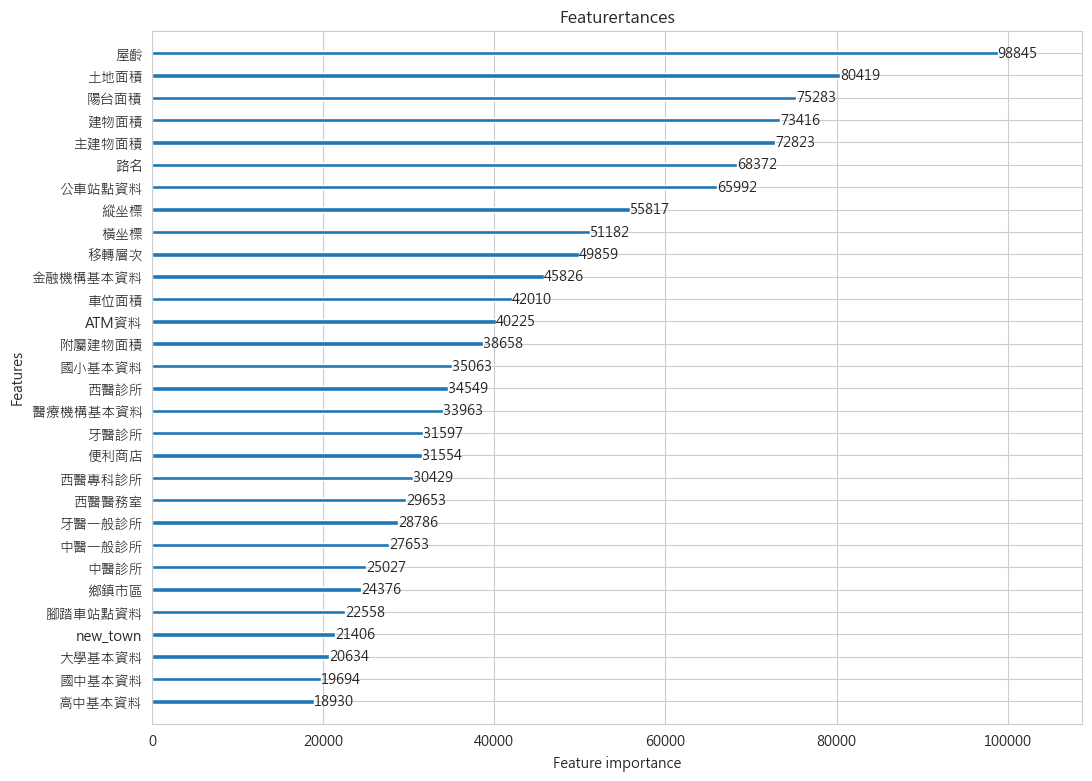 Featurertances
屋齡 98845
土地面積 80419
陽台面積 75283
建物面積 73416
主建物面積 72823
路名 68372
公車站點資料 65992
縱坐標 55817
橫坐標 51182
移轉層次 49859
金融機構基本資料 45826
車位面積 42010
ATM資料 40225
附屬建物面積 38658
國小基本資料 35063
西醫診所 34549
醫療機構基本資料 33963
牙醫診所 31597
便利商店 31554
西醫專科診所 30429
西醫醫務室 29653
牙醫一般診所 28786
中醫一般診所 27653
中醫診所 25027
鄉鎮市區 24376
腳踏車站點資料 22558
new_town 21406
大學基本資料 20634
國中基本資料 19694
高中基本資料 18930
Features
0 20000 40000 60000 80000 100000
Feature importance